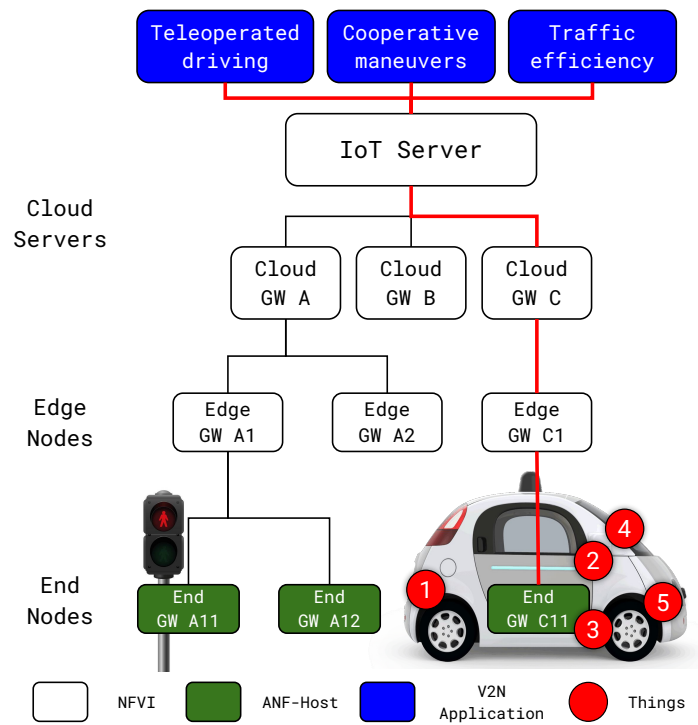 Teleoperated
driving
Cooperative
maneuvers
Traffic
efficiency
IoT Server
Cloud
Servers
Cloud
GW A
Cloud
GW B
Cloud
GW C
Edge
Nodes
Edge
GW A1
Edge
GW A2
Edge
GW C1
4
2
1
5
3
End
Nodes
End
GW A11
End
GW A12
End
GW C11
NFVI
ANF-Host
V2N
Application
Things